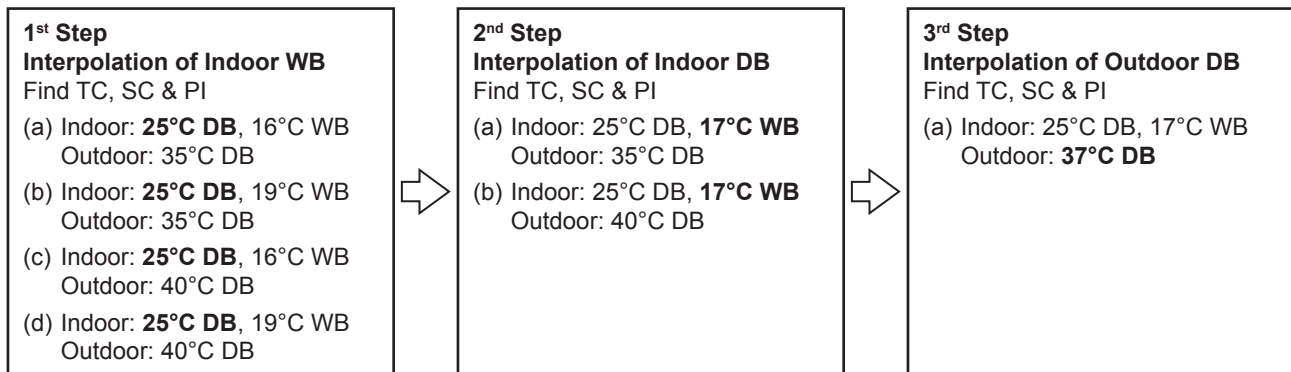 1st Step
Interpolation of Indoor WB
Find TC, SC & PI
(a) Indoor: 25°C DB, 16°C WB
Outdoor: 35°C DB
(b) Indoor: 25°C DB, 19°C WB
Outdoor: 35°C DB
(c) Indoor: 25°C DB, 16°C WB
Outdoor: 40°C DB
(d) Indoor: 25°C DB, 19°C WB
Outdoor: 40°C DB
2nd Step
Interpolation of Indoor DB
Find TC, SC & PI
(a) Indoor: 25°C DB, 17°C WB
Outdoor: 35°C DB
(b) Indoor: 25°C DB, 17°C WB
Outdoor: 40°C DB
3rd Step
Interpolation of Outdoor DB
Find TC, SC & PI
(a) Indoor: 25°C DB, 17°C WB
Outdoor: 37°C DB